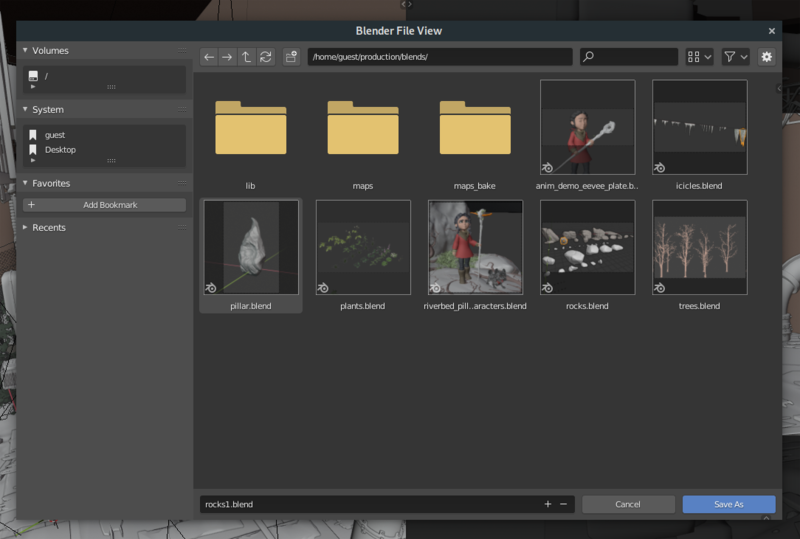 Blender File View
Volumes
/
System
guest
Desktop
Favorites
Add Bookmark
Recents
/home/guest/production/blends/
lib
maps
maps_bake
anim_demo_eevee_plate.b..
icicles.blend
pillar.blend
plants.blend
riverbed_pill..aracters.blend
rocks.blend
trees.blend
rocks1.blend
Cancel
Save As